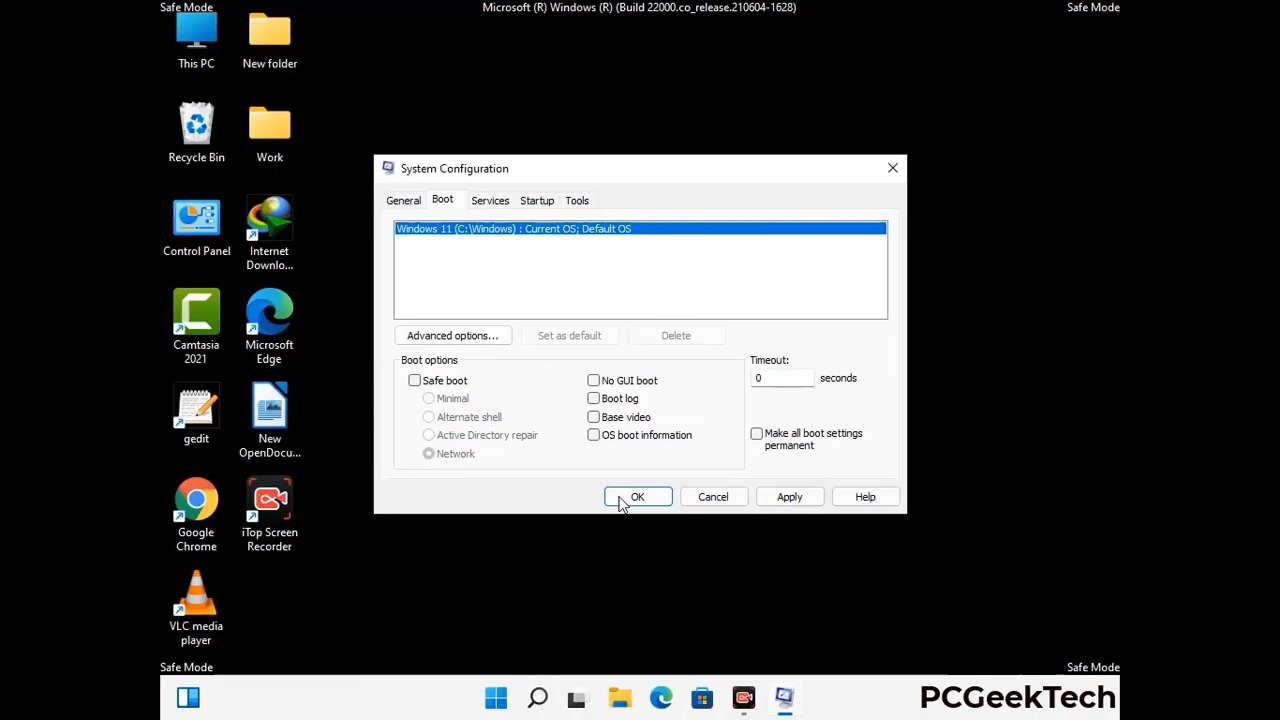 Safe Mode
Microsoft (R) Windows (R) (Build 22000.co_release.210604-1628)
Safe Mode
This PC
New folder
Recycle Bin
Work
Control Panel
Internet
Downlo...
Camtasia
2021
Microsoft
Edge
gedit
New
OpenDocu...
Google
Chrome
iTop Screen
Recorder
VLC media
player
System Configuration
General
Boot
Services
Startup
Tools
Windows 11 (C:\Windows) : Current OS; Default OS
Advanced options...
Set as default
Delete
Boot options
Safe boot
Minimal
Alternate shell
Active Directory repair
Network
No GUI boot
Boot log
Base video
OS boot information
Timeout:
0 seconds
Make all boot settings
permanent
OK
Cancel
Apply
Help
Safe Mode
Safe Mode
PCGeekTech